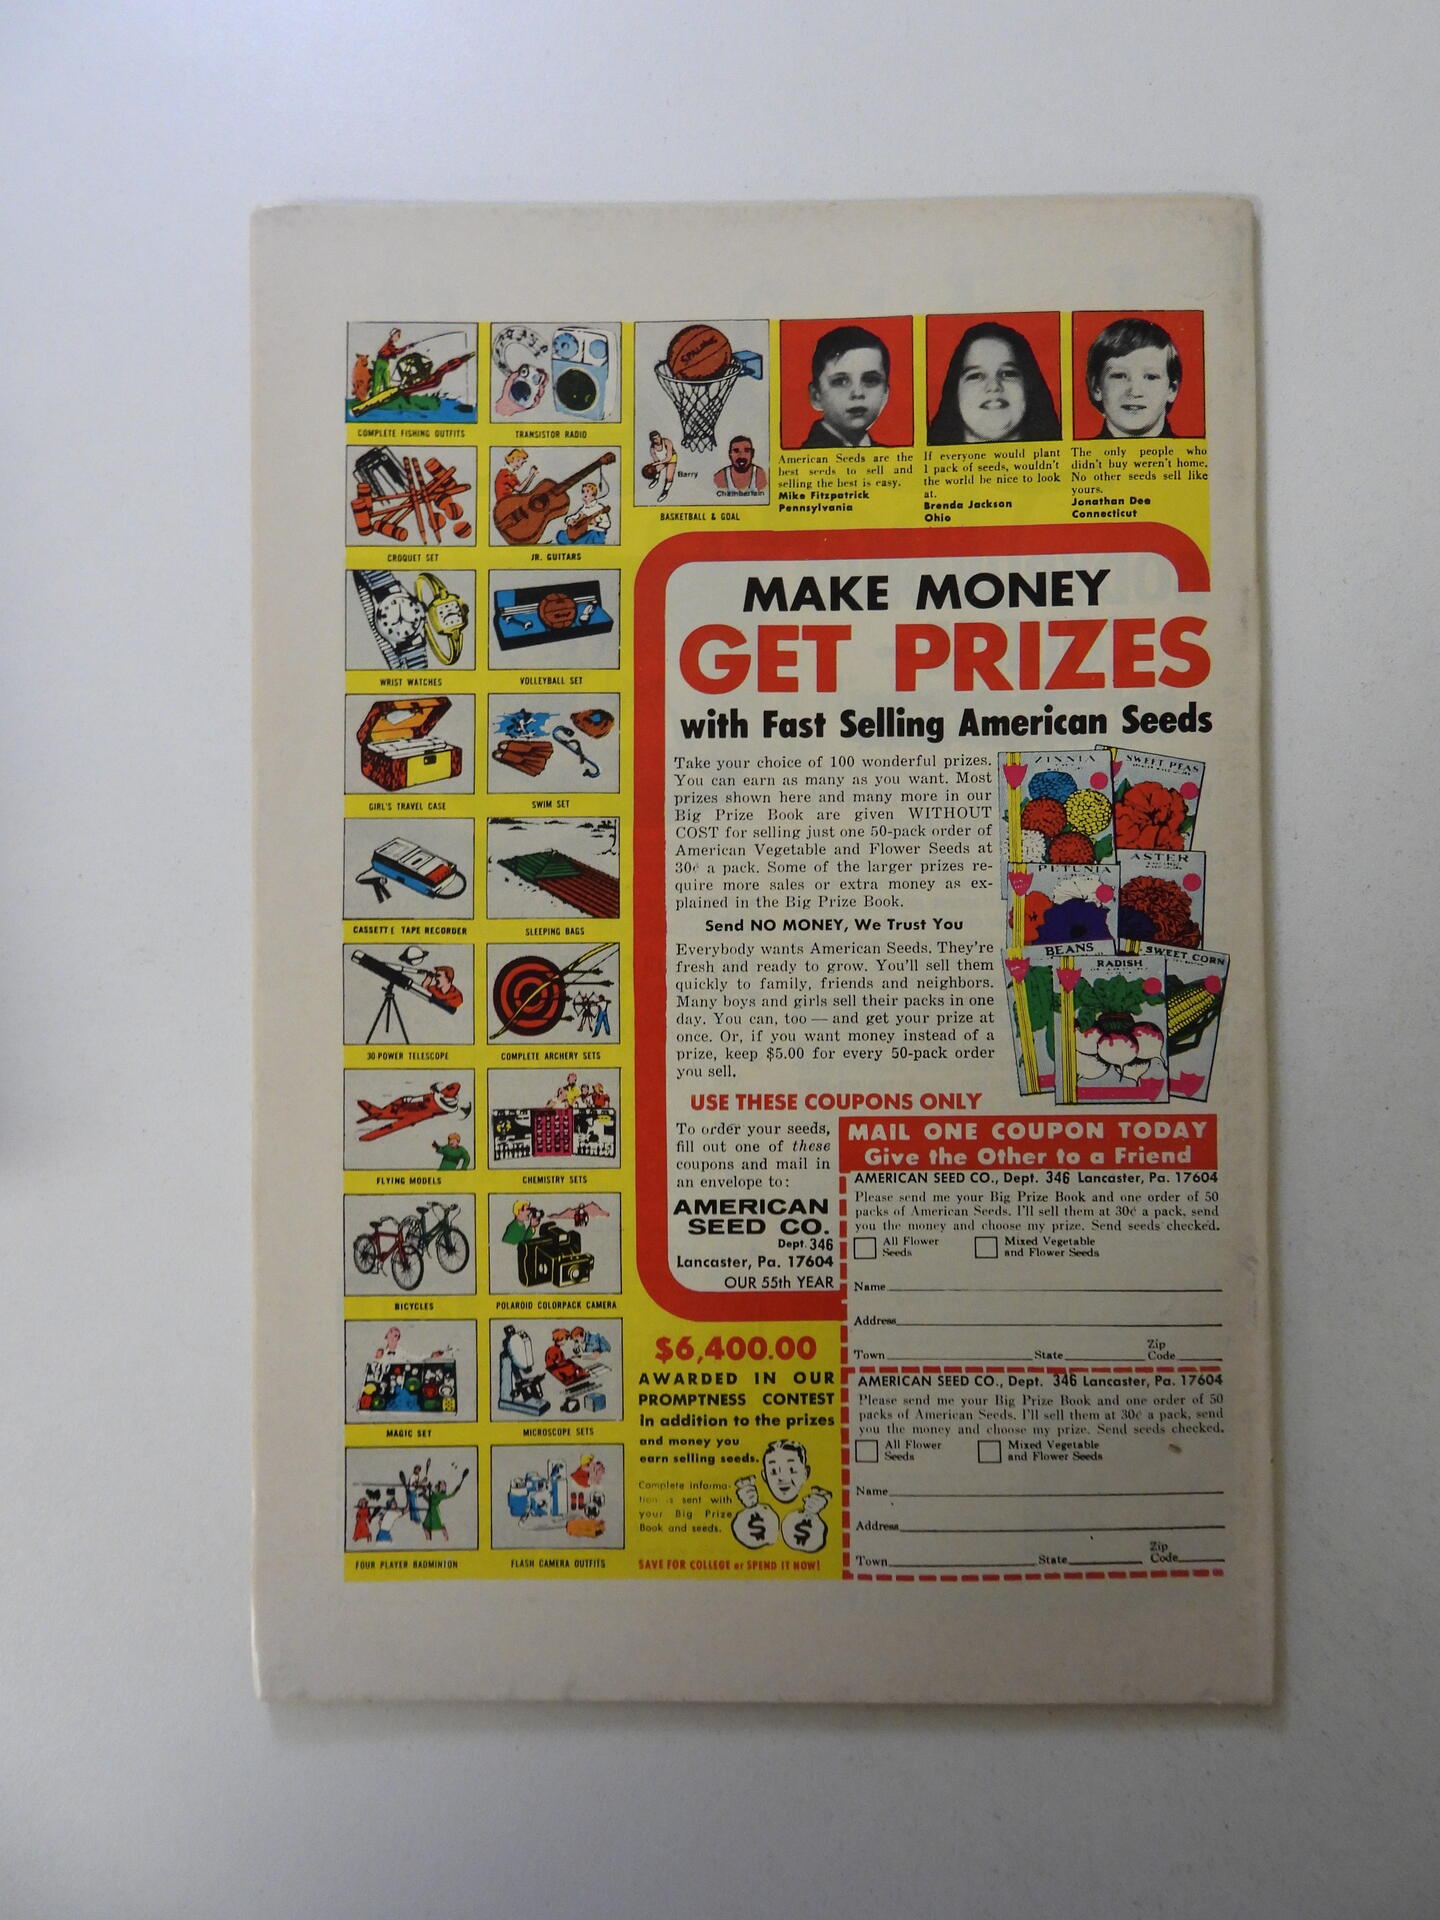 COMPLETE FISHING OUTFITS
TRANSISTOR RADIO
CROQUET SET
JR. GUITARS
WRIST WATCHES
VOLLEYBALL SET
GIRL'S TRAVEL CASE
SWIM SET
CASSETTE TAPE RECORDER
SLEEPING BAGS
30 POWER TELESCOPE
COMPLETE ARCHERY SETS
FLYING MODELS
CHEMISTRY SETS
BICYCLES
POLAROID COLORPACK CAMERA
MAGIC SET
MICROSCOPE SETS
FOUR PLAYER BADMINTON
FLASH CAMERA OUTFITS
SPALDING
Barry
Chamberlain
BASKETBALL & GOAL
American Seeds are the
best seeds to sell and
selling the best is easy.
Mike Fitzpatrick
Pennsylvania
If everyone would plant
1 pack of seeds, wouldn't
the world be nice to look
at.
Brenda Jackson
Ohio
The only people who
didn't buy weren't home.
No other seeds sell like
yours.
Jonathan Dee
Connecticut
MAKE MONEY
GET PRIZES
with Fast Selling American Seeds
Take your choice of 100 wonderful prizes.
You can earn as many as you want. Most
prizes shown here and many more in our
Big Prize Book are given WITHOUT
COST for selling just one 50-pack order of
American Vegetable and Flower Seeds at
30¢ a pack. Some of the larger prizes re-
quire more sales or extra money as ex-
plained in the Big Prize Book.
Send NO MONEY, We Trust You
Everybody wants American Seeds. They're
fresh and ready to grow. You'll sell them
quickly to family, friends and neighbors.
Many boys and girls sell their packs in one
day. You can, too — and get your prize at
once. Or, if you want money instead of a
prize, keep $5.00 for every 50-pack order
you sell.
ZINNIA
SWEET PEAS
PETUNIA
ASTER
BEANS
SWEET CORN
RADISH
USE THESE COUPONS ONLY
To order your seeds,
fill out one of these
coupons and mail in
an envelope to:
AMERICAN
SEED CO.
Dept. 346
Lancaster, Pa. 17604
OUR 55th YEAR
MAIL ONE COUPON TODAY
Give the Other to a Friend
AMERICAN SEED CO., Dept. 346 Lancaster, Pa. 17604
Please send me your Big Prize Book and one order of 50
packs of American Seeds. I'll sell them at 30¢ a pack, send
you the money and choose my prize. Send seeds checked.
All Flower Seeds
Mixed Vegetable and Flower Seeds
Name
Address
Town State Zip Code
AMERICAN SEED CO., Dept. 346 Lancaster, Pa. 17604
Please send me your Big Prize Book and one order of 50
packs of American Seeds. I'll sell them at 30¢ a pack, send
you the money and choose my prize. Send seeds checked.
All Flower Seeds
Mixed Vegetable and Flower Seeds
Name
Address
Town State Zip Code
$6,400.00
AWARDED IN OUR
PROMPTNESS CONTEST
in addition to the prizes
and money you
earn selling seeds.
Complete informa-
tion is sent with
your Big Prize
Book and seeds.
$ $
SAVE FOR COLLEGE or SPEND IT NOW!